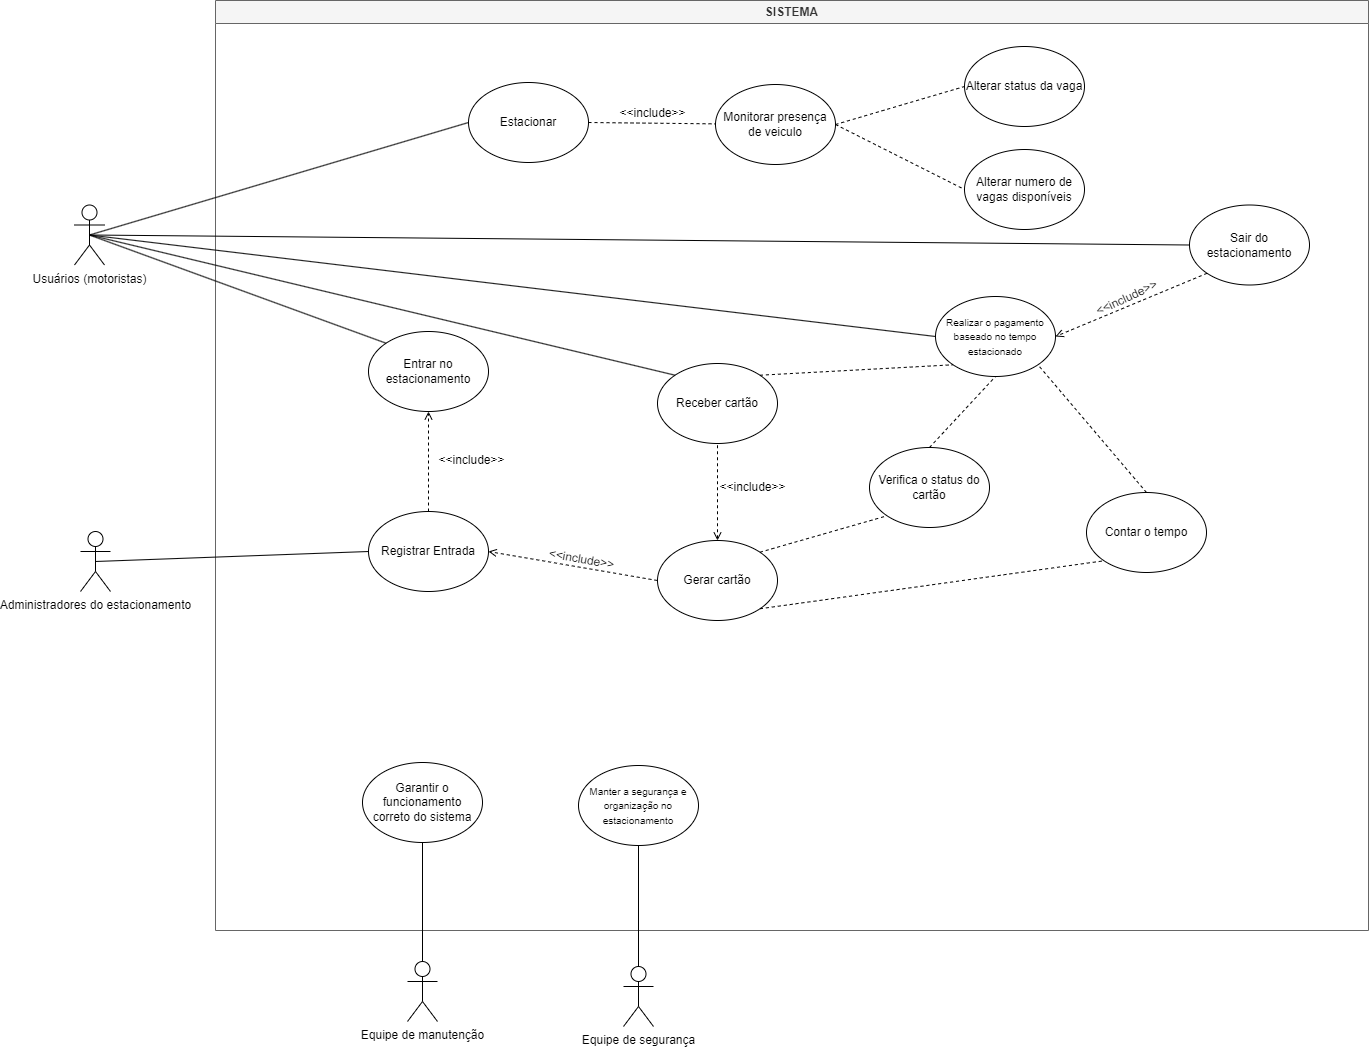 SISTEMA
Alterar status da vaga
Estacionar
<<include>>
Monitorar presença
de veiculo
Alterar numero de
vagas disponíveis
Usuários (motoristas)
Sair do
estacionamento
<<include>>
Realizar o pagamento
baseado no tempo
estacionado
Entrar no
estacionamento
Receber cartão
<<include>>
<<include>>
Verifica o status do
cartão
Contar o tempo
Registrar Entrada
<<include>>
Gerar cartão
Administradores do estacionamento
Garantir o
funcionamento
correto do sistema
Manter a segurança e
organização no
estacionamento
Equipe de manutenção
Equipe de segurança